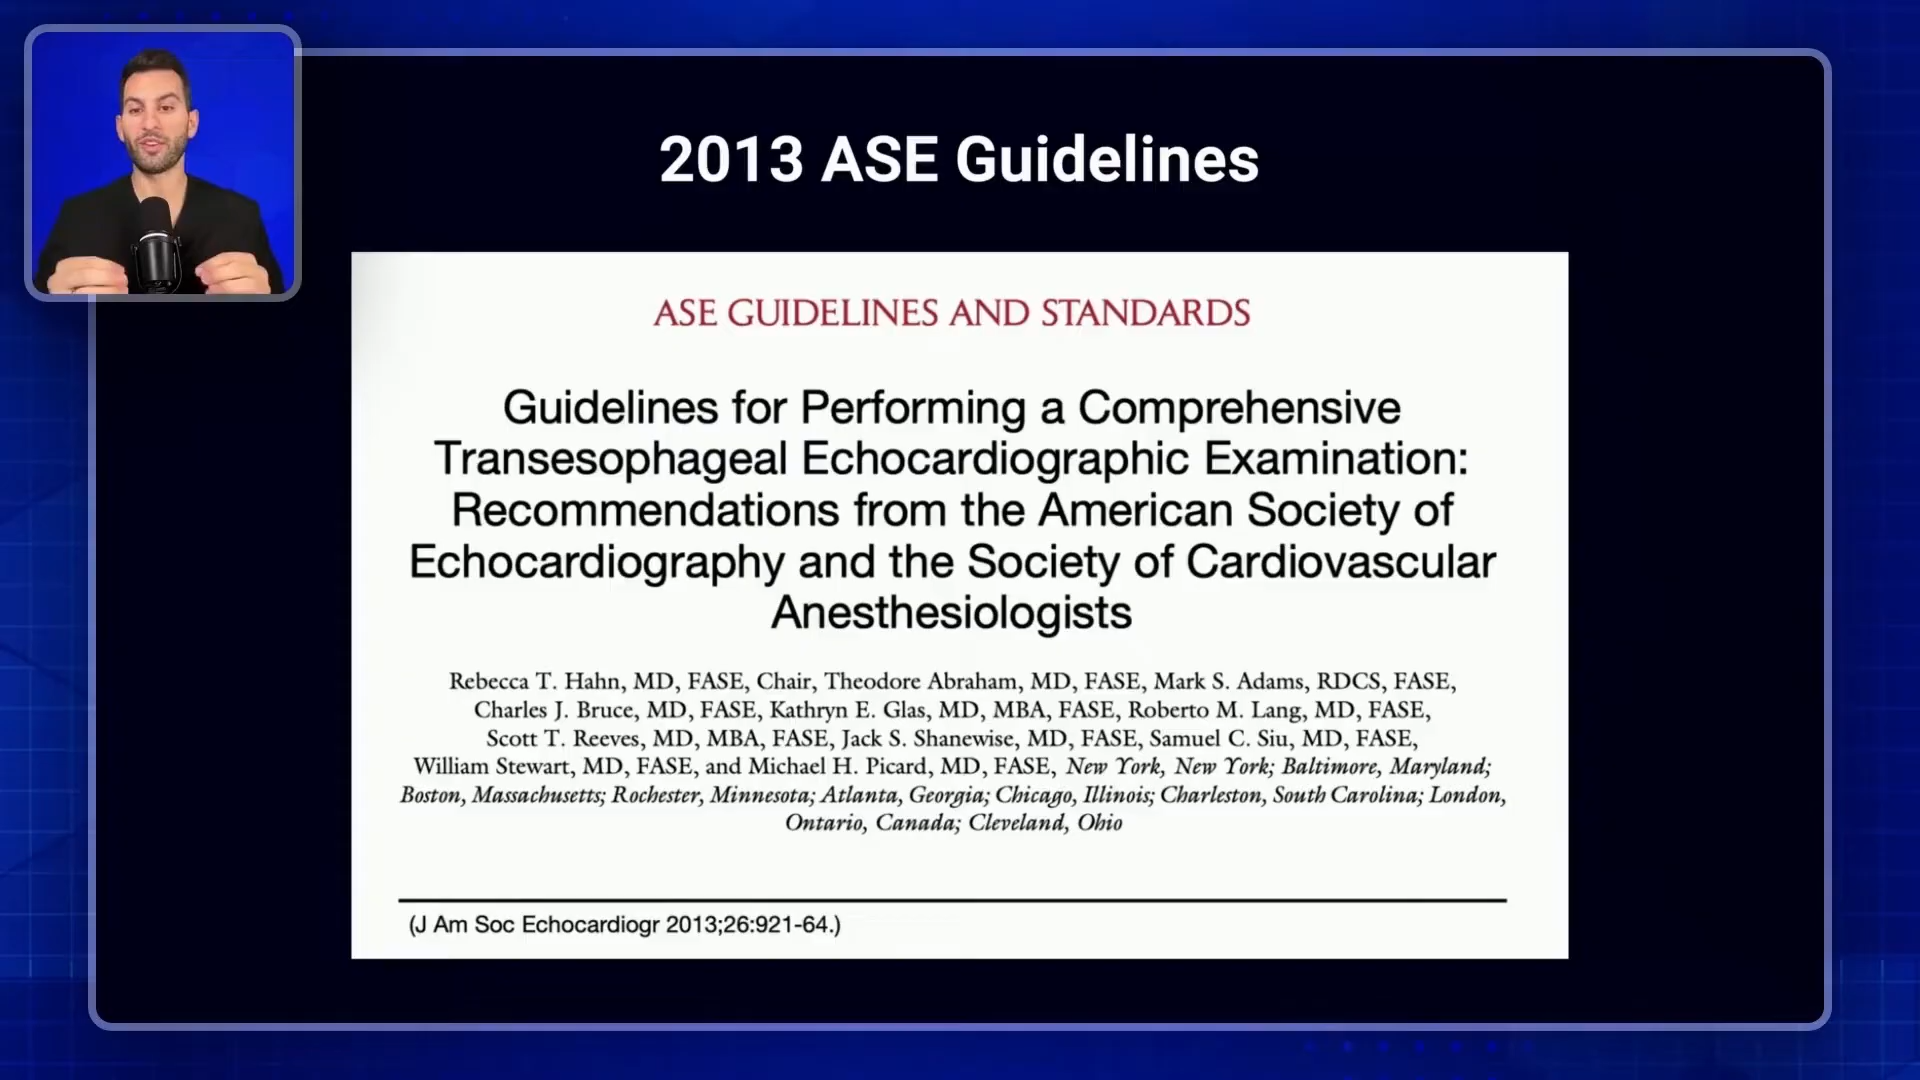 2013 ASE Guidelines
ASE GUIDELINES AND STANDARDS
Guidelines for Performing a Comprehensive
Transesophageal Echocardiographic Examination:
Recommendations from the American Society of
Echocardiography and the Society of Cardiovascular
Anesthesiologists
Rebecca T. Hahn, MD, FASE, Chair, Theodore Abraham, MD, FASE, Mark S. Adams, RDCS, FASE,
Charles J. Bruce, MD, FASE, Kathryn E. Glas, MD, MBA, FASE, Roberto M. Lang, MD, FASE,
Scott T. Reeves, MD, MBA, FASE, Jack S. Shanewise, MD, FASE, Samuel C. Siu, MD, FASE,
William Stewart, MD, FASE, and Michael H. Picard, MD, FASE, New York, New York; Baltimore, Maryland;
Boston, Massachusetts; Rochester, Minnesota; Atlanta, Georgia; Chicago, Illinois; Charleston, South Carolina; London,
Ontario, Canada; Cleveland, Ohio
(J Am Soc Echocardiogr 2013;26:921-64.)